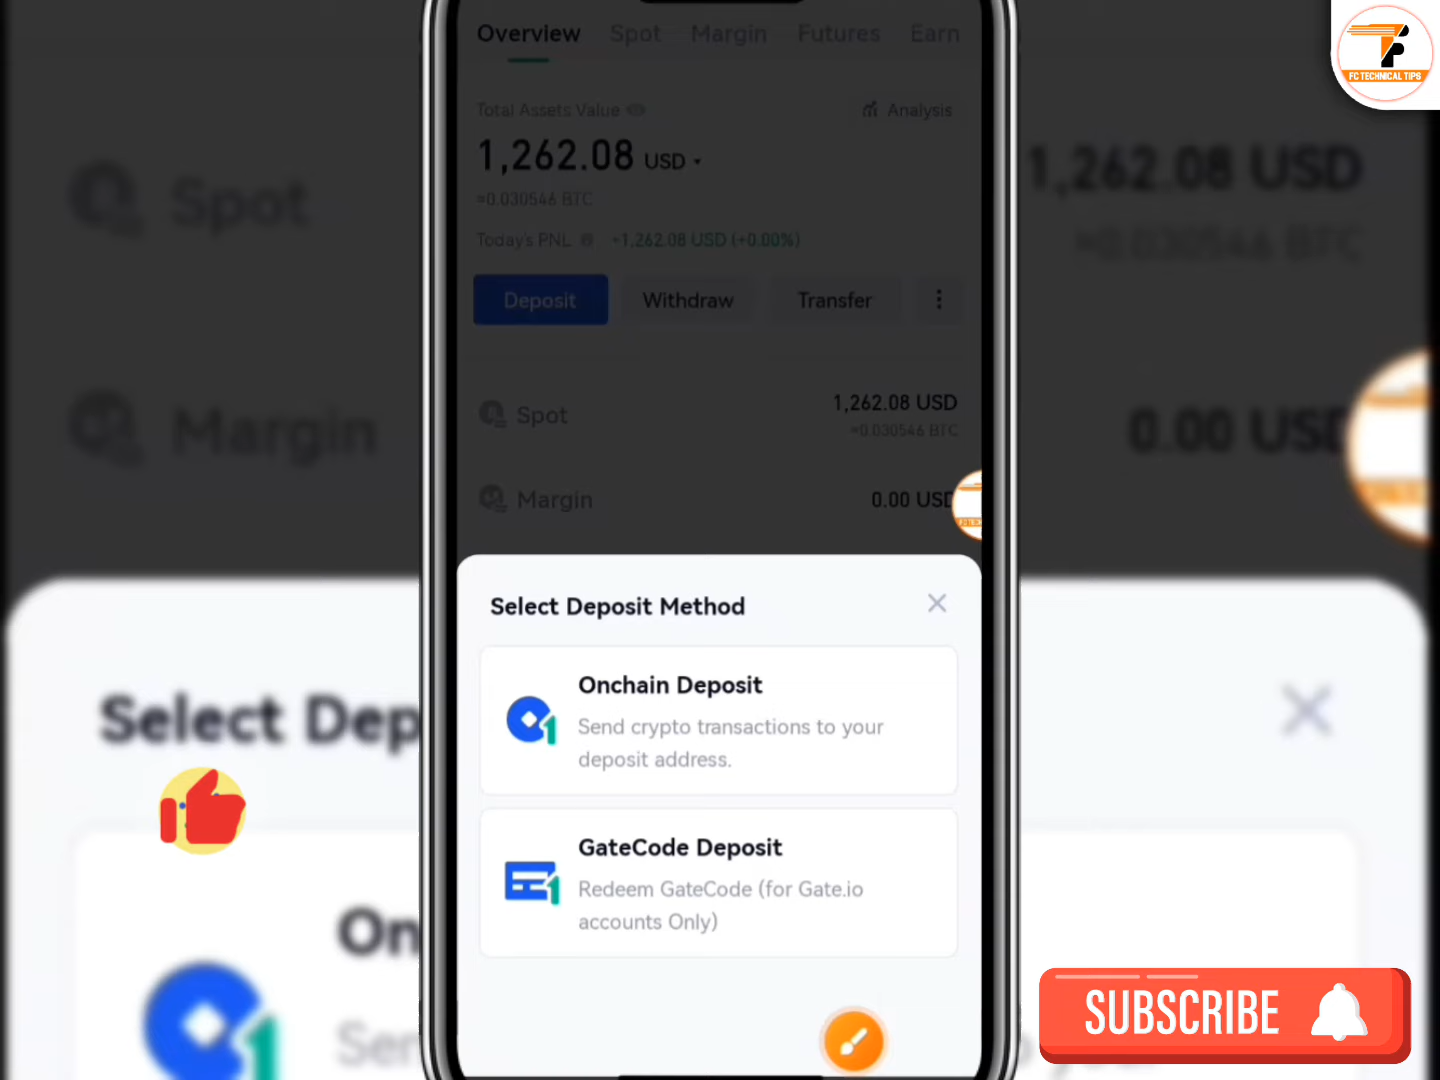 Overview Spot Margin Futures Earn
Total Assets Value Analysis
1,262.08 USD
≈0.030546 BTC
Today's PNL +1,262.08 USD (+0.00%)
Deposit Withdraw Transfer
Spot 1,262.08 USD
≈0.030546 BTC
Margin 0.00 USD
Select Deposit Method
Onchain Deposit
Send crypto transactions to your
deposit address.
GateCode Deposit
Redeem GateCode (for Gate.io
accounts Only)
Spot
1,262.08 USD
≈0.030546 BTC
Margin
0.00 USD
Select Dep
On
Sen
FC TECHNICAL TIPS
SUBSCRIBE